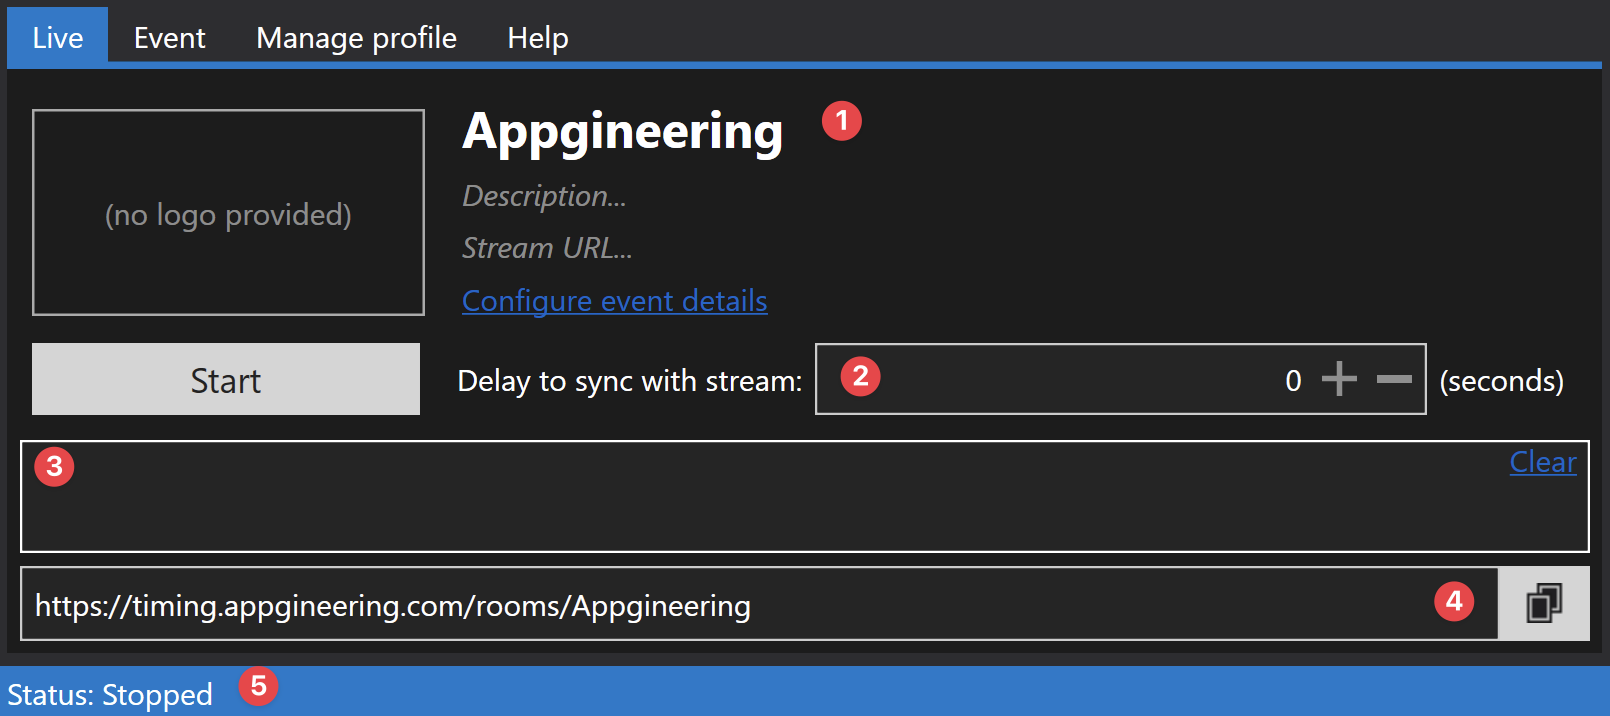 Live Event Manage profile Help
Appgineering 1
(no logo provided)
Description...
Stream URL...
Configure event details
Start Delay to sync with stream: 2 0 (seconds)
3 Clear
https://timing.appgineering.com/rooms/Appgineering 4
Status: Stopped 5